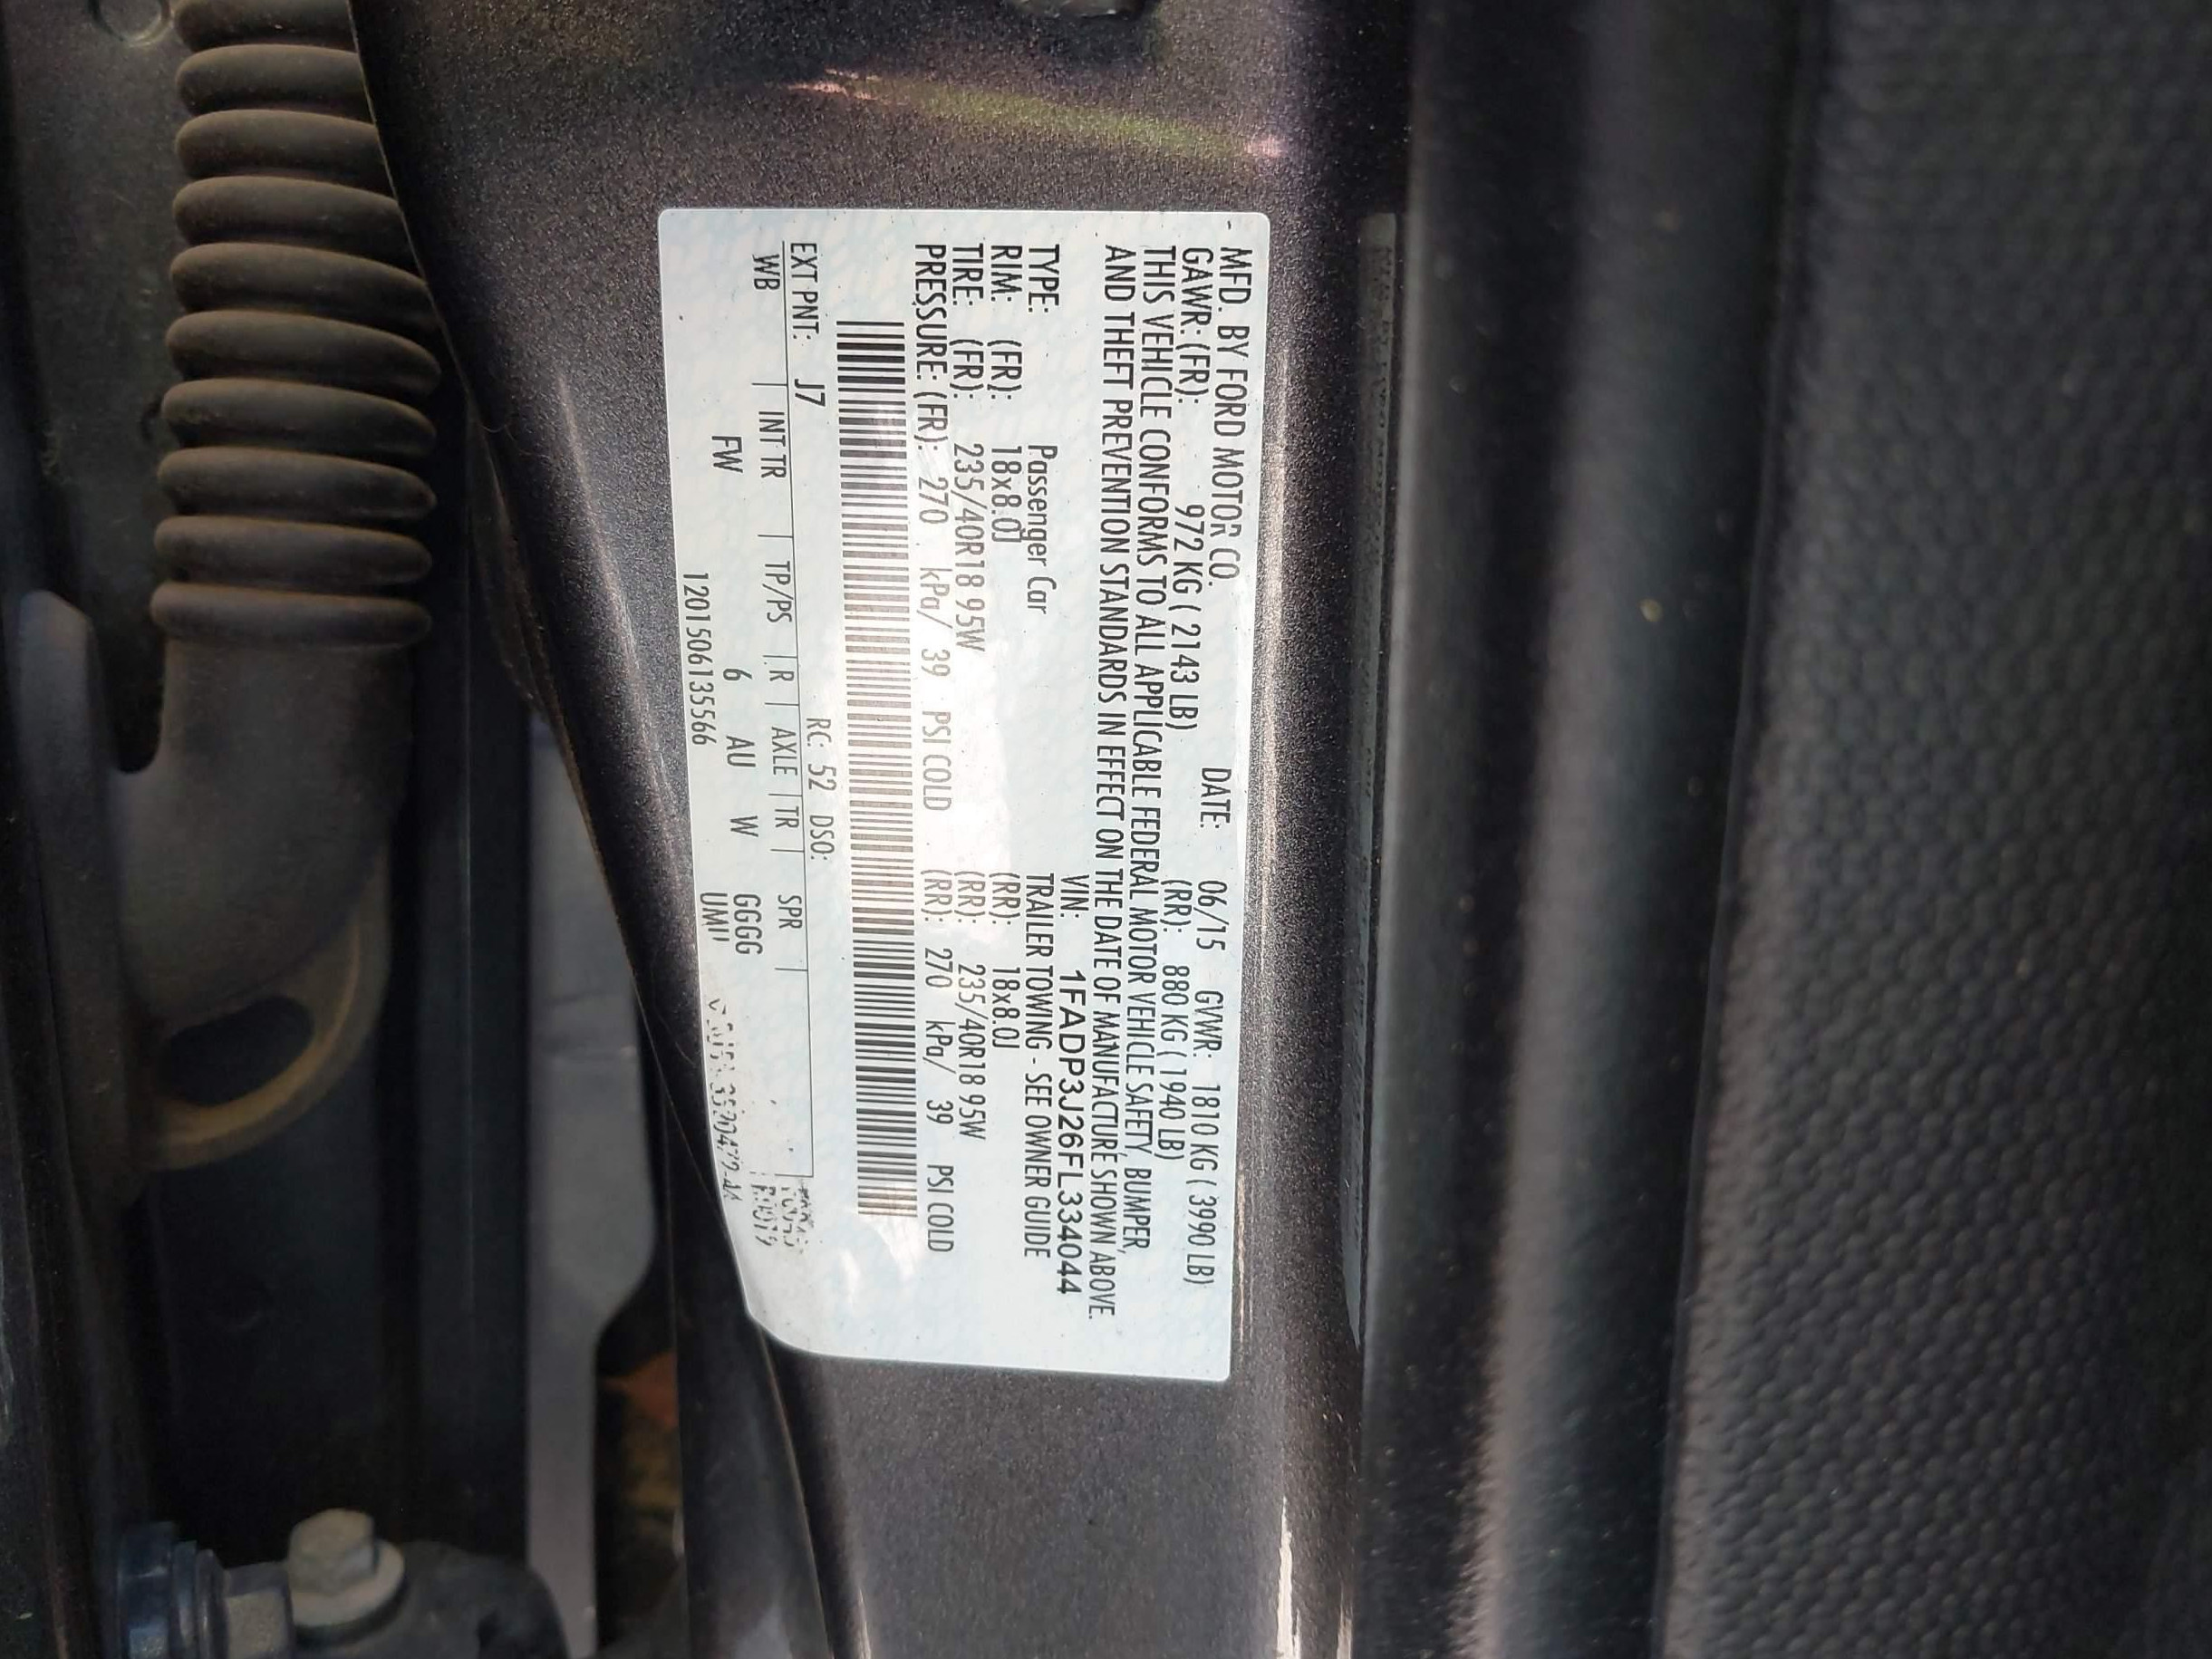 MFD. BY FORD MOTOR CO. DATE: 06/15 GVWR: 1810 KG ( 3990 LB)
GAWR: (FR): 972 KG ( 2143 LB) (RR): 880 KG ( 1940 LB)
THIS VEHICLE CONFORMS TO ALL APPLICABLE FEDERAL MOTOR VEHICLE SAFETY, BUMPER,
AND THEFT PREVENTION STANDARDS IN EFFECT ON THE DATE OF MANUFACTURE SHOWN ABOVE.
VIN: 1FADP3J26FL334044
TYPE: Passenger Car TRAILER TOWING - SEE OWNER GUIDE
RIM: (FR): 18x8.0J (RR): 18x8.0J
TIRE: (FR): 235/40R18 95W (RR): 235/40R18 95W
PRESSURE: (FR): 270 kPa/ 39 PSI COLD (RR): 270 kPa/ 39 PSI COLD
EXT PNT: J7 RC: 52 DSO:
WB | INT TR | TP/PS | R | AXLE | TR | SPR |
FW 6 AU W GGGG
120150613556​6